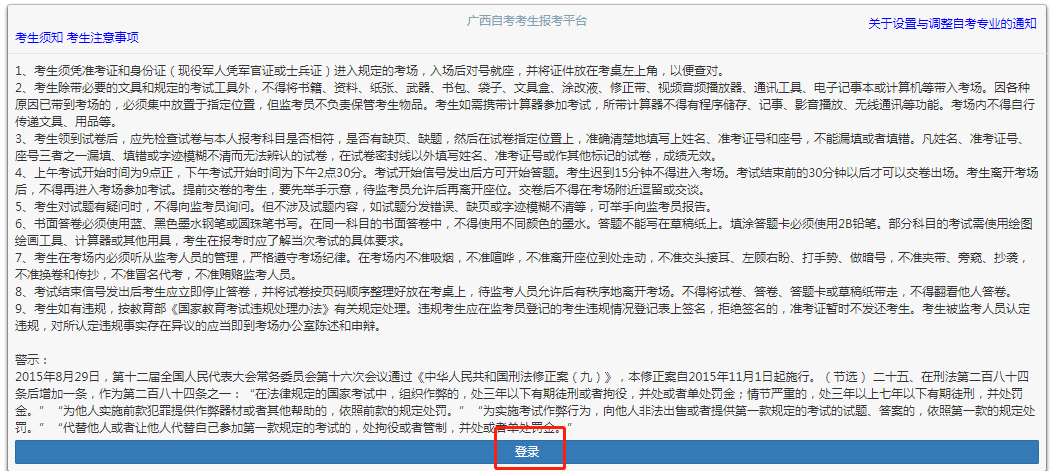 广西自考考生报考平台
关于设置与调整自考专业的通知
考生须知 考生注意事项
1、考生须凭准考证和身份证（现役军人凭军官证或士兵证）进入规定的考场，入场后对号就座，并将证件放在考桌左上角，以便查对。
2、考生除带必要的文具和规定的考试工具外，不得将书籍、资料、纸张、武器、书包、袋子、文具盒、涂改液、修正带、视频音频播放器、通讯工具、电子记事本或计算机等带入考场。因各种
原因已带到考场的，必须集中放置于指定位置，但监考员不负责保管考生物品。考生如需携带计算器参加考试，所带计算器不得有程序储存、记事、影音播放、无线通讯等功能。考场内不得自行
传递文具、用品等。
3、考生领到试卷后，应先检查试卷与本人报考科目是否相符，是否有缺页、缺题，然后在试卷指定位置上，准确清楚地填写上姓名、准考证号和座号，不能漏填或者填错。凡姓名、准考证号、
座号三者之一漏填、填错或字迹模糊不清而无法辨认的试卷，在试卷密封线以外填写姓名、准考证号或作其他标记的试卷，成绩无效。
4、上午考试开始时间为9点正，下午考试开始时间为下午2点30分。考试开始信号发出后方可开始答题。考生迟到15分钟不得进入考场。考试结束前的30分钟以后才可以交卷出场。考生离开考场
后，不得再进入考场参加考试。提前交卷的考生，要先举手示意，待监考员允许后再离开座位。交卷后不得在考场附近逗留或交谈。
5、考生对试题有疑问时，不得向监考员询问。但不涉及试题内容，如试题分发错误、缺页或字迹模糊不清等，可举手向监考员报告。
6、书面答卷必须使用蓝、黑色墨水钢笔或圆珠笔书写。在同一科目的书面答卷中，不得使用不同颜色的墨水。答题不能写在草稿纸上。填涂答题卡必须使用2B铅笔。部分科目的考试需使用绘图
绘画工具、计算器或其他用具，考生在报考时应了解当次考试的具体要求。
7、考生在考场内必须听从监考人员的管理，严格遵守考场纪律。在考场内不准吸烟，不准喧哗，不准离开座位到处走动，不准交头接耳、左顾右盼、打手势、做暗号，不准夹带、旁窥、抄袭，
不准换卷和传抄，不准冒名代考，不准贿赂监考人员。
8、考试结束信号发出后考生应立即停止答卷，并将试卷按页码顺序整理好放在考桌上，待监考人员允许后有秩序地离开考场。不得将试卷、答卷、答题卡或草稿纸带走，不得翻看他人答卷。
9、考生如有违规，按教育部《国家教育考试违规处理办法》有关规定处理。违规考生应在监考员登记的考生违规情况登记表上签名，拒绝签名的，准考证暂时不发还考生。考生被监考人员认定
违规，对所认定违规事实存在异议的应当即到考场办公室陈述和申辩。
警示：
2015年8月29日，第十二届全国人民代表大会常务委员会第十六次会议通过《中华人民共和国刑法修正案（九）》，本修正案自2015年11月1日起施行。（节选） 二十五、在刑法第二百八十四
条后增加一条，作为第二百八十四条之一：“在法律规定的国家考试中，组织作弊的，处三年以下有期徒刑或者拘役，并处或者单处罚金；情节严重的，处三年以上七年以下有期徒刑，并处罚
金。” “为他人实施前款犯罪提供作弊器材或者其他帮助的，依照前款的规定处罚。” “为实施考试作弊行为，向他人非法出售或者提供第一款规定的考试的试题、答案的，依照第一款的规定处
罚。” “代替他人或者让他人代替自己参加第一款规定的考试的，处拘役或者管制，并处或者单处罚金。”
登录